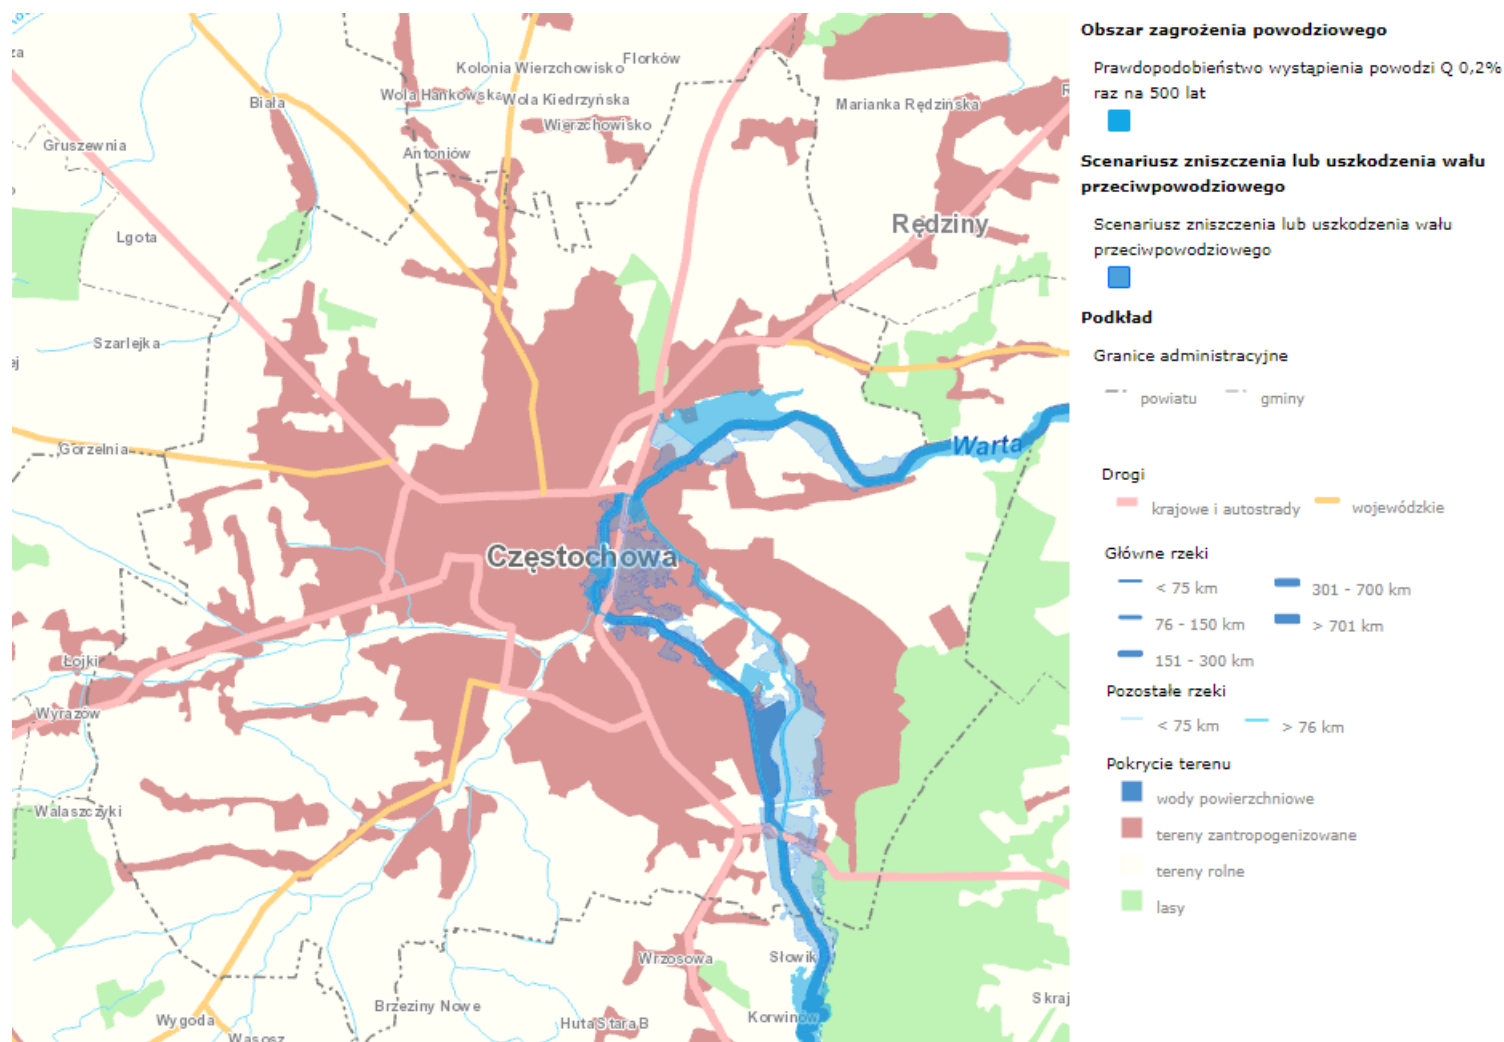 za
Biała
Kolonia Wierzchowisko
Florków
Wola Hankowska
Wola Kiedrzyńska
Marianka Rędzińska
R
Wierzchowisko
Gruszewnia
Antoniów
Lgota
Rędziny
Szarlejka
ej
Gorzelnia
Warta
Częstochowa
Łojki
Wyrazów
Walaszczyki
Wrzosowa
Słowik
Skraj
Brzeziny Nowe
Korwinów
Wygoda
Huta Stara B
Wąsosz
Obszar zagrożenia powodziowego
Prawdopodobieństwo wystąpienia powodzi Q 0,2%
raz na 500 lat
Scenariusz zniszczenia lub uszkodzenia wału
przeciwpowodziowego
Scenariusz zniszczenia lub uszkodzenia wału
przeciwpowodziowego
Podkład
Granice administracyjne
powiatu gminy
Drogi
krajowe i autostrady wojewódzkie
Główne rzeki
< 75 km 301 - 700 km
76 - 150 km > 701 km
151 - 300 km
Pozostałe rzeki
< 75 km > 76 km
Pokrycie terenu
wody powierzchniowe
tereny zantropogenizowane
tereny rolne
lasy